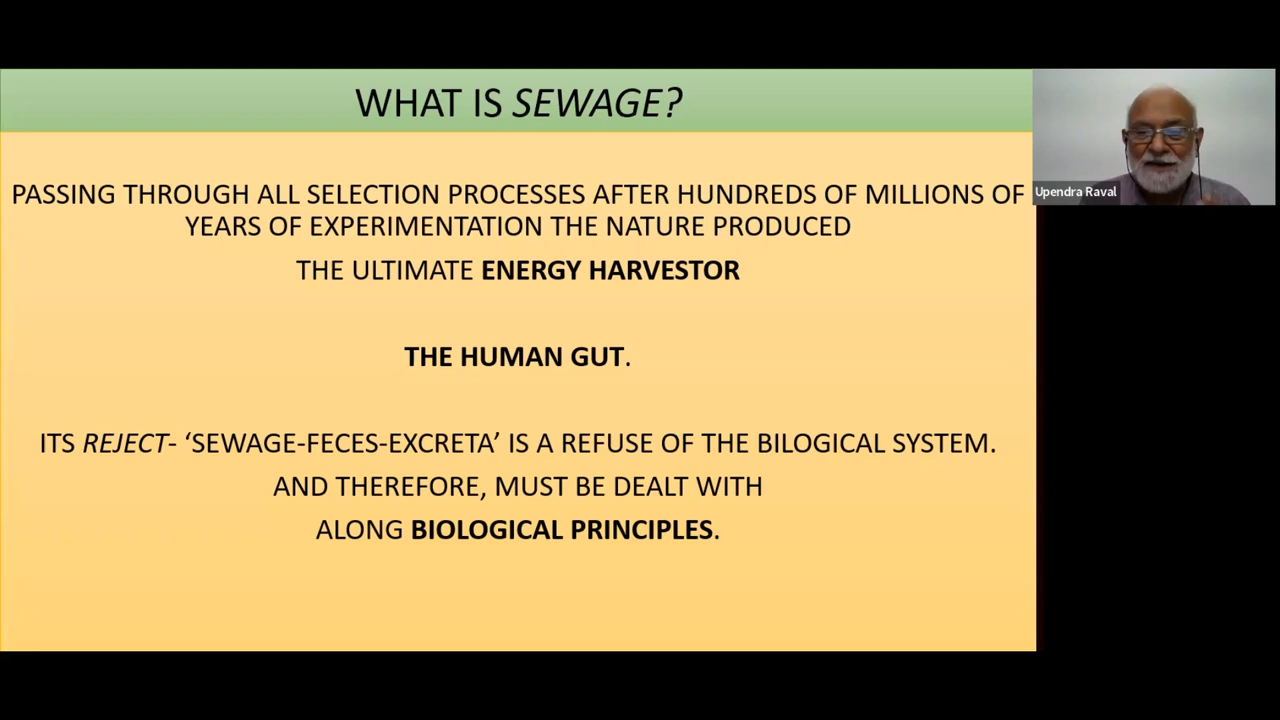 WHAT IS SEWAGE?
PASSING THROUGH ALL SELECTION PROCESSES AFTER HUNDREDS OF MILLIONS OF
YEARS OF EXPERIMENTATION THE NATURE PRODUCED
THE ULTIMATE ENERGY HARVESTOR
THE HUMAN GUT.
ITS REJECT- ‘SEWAGE-FECES-EXCRETA’ IS A REFUSE OF THE BILOGICAL SYSTEM.
AND THEREFORE, MUST BE DEALT WITH
ALONG BIOLOGICAL PRINCIPLES.
Upendra Raval